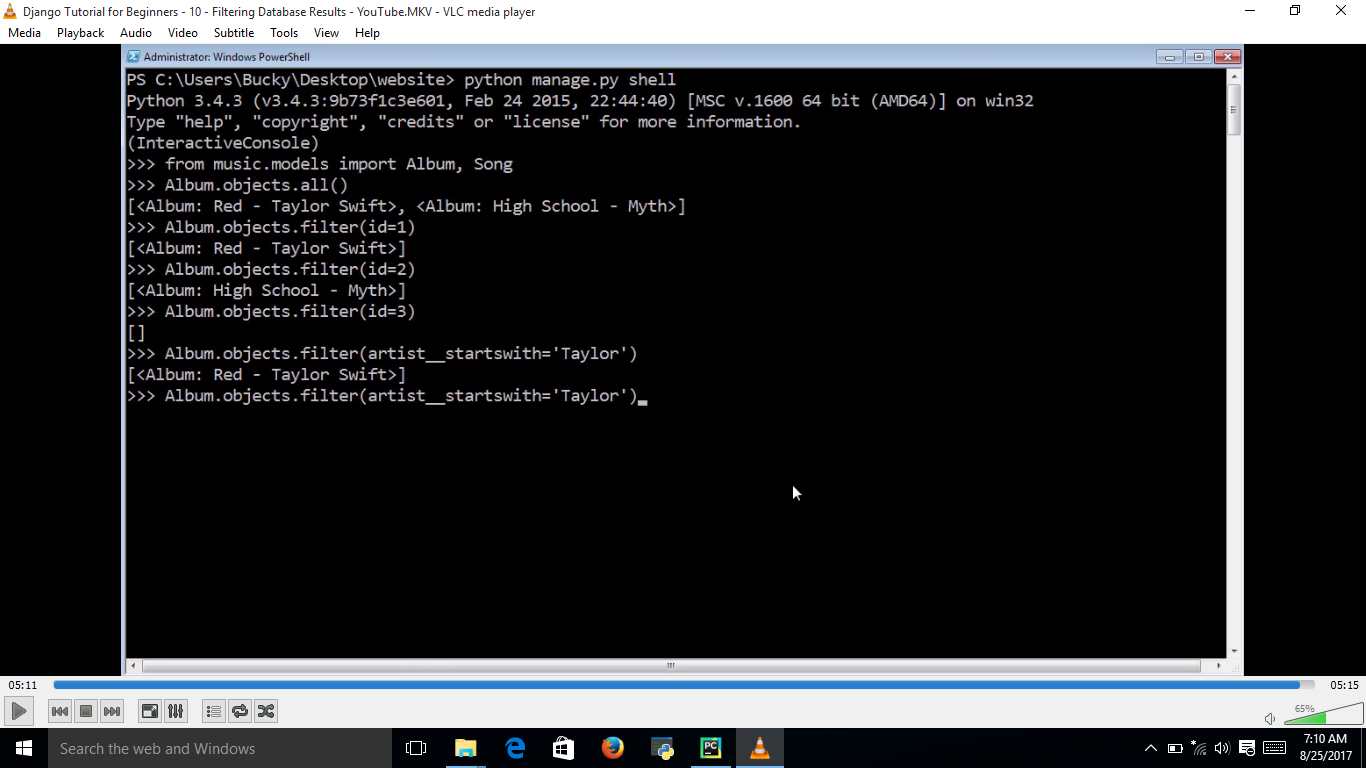 Django Tutorial for Beginners - 10 - Filtering Database Results - YouTube.MKV - VLC media player
Media Playback Audio Video Subtitle Tools View Help
Administrator: Windows PowerShell
PS C:\Users\Bucky\Desktop\website> python manage.py shell
Python 3.4.3 (v3.4.3:9b73f1c3e601, Feb 24 2015, 22:44:40) [MSC v.1600 64 bit (AMD64)] on win32
Type "help", "copyright", "credits" or "license" for more information.
(InteractiveConsole)
>>> from music.models import Album, Song
>>> Album.objects.all()
[<Album: Red - Taylor Swift>, <Album: High School - Myth>]
>>> Album.objects.filter(id=1)
[<Album: Red - Taylor Swift>]
>>> Album.objects.filter(id=2)
[<Album: High School - Myth>]
>>> Album.objects.filter(id=3)
[]
>>> Album.objects.filter(artist__startswith='Taylor')
[<Album: Red - Taylor Swift>]
>>> Album.objects.filter(artist__startswith='Taylor')
05:11 05:15
65%
Search the web and Windows
PC
7:10 AM
8/25/2017